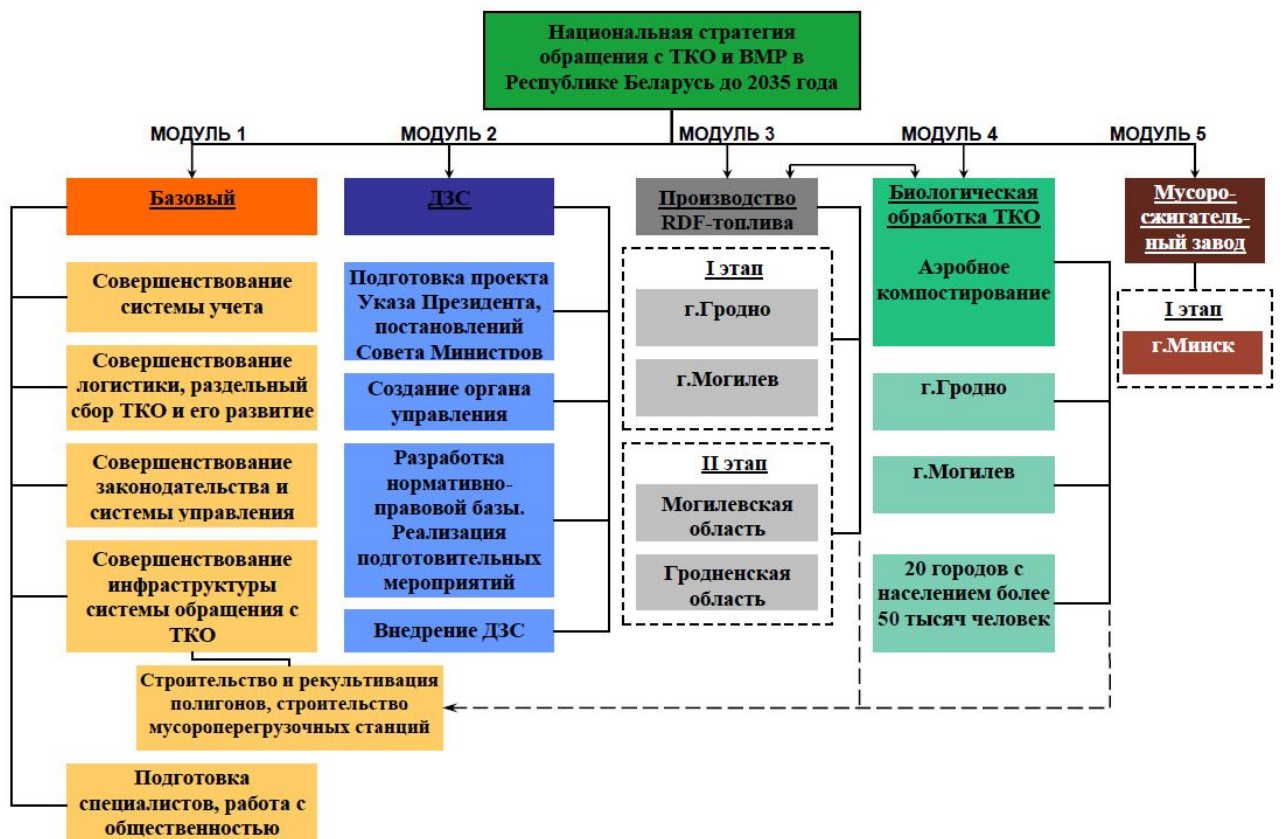 Национальная стратегия
обращения с ТКО и ВМР в
Республике Беларусь до 2035 года
МОДУЛЬ 1
МОДУЛЬ 2
МОДУЛЬ 3
МОДУЛЬ 4
МОДУЛЬ 5
Базовый
Совершенствование
системы учета
Совершенствование
логистики, раздельный
сбор ТКО и его развитие
Совершенствование
законодательства и
системы управления
Совершенствование
инфраструктуры
системы обращения с
ТКО
Строительство и рекультивация
полигонов, строительство
мусороперегрузочных станций
Подготовка
специалистов, работа с
общественностью
ДЗС
Подготовка проекта
Указа Президента,
постановлений
Совета Министров
Создание органа
управления
Разработка
нормативно-
правовой базы.
Реализация
подготовительных
мероприятий
Внедрение ДЗС
Производство
RDF-топлива
I этап
г.Гродно
г.Могилев
II этап
Могилевская
область
Гродненская
область
Биологическая
обработка ТКО
Аэробное
компостирование
г.Гродно
г.Могилев
20 городов с
населением более
50 тысяч человек
Мусоро-
сжигатель-
ный завод
I этап
г.Минск